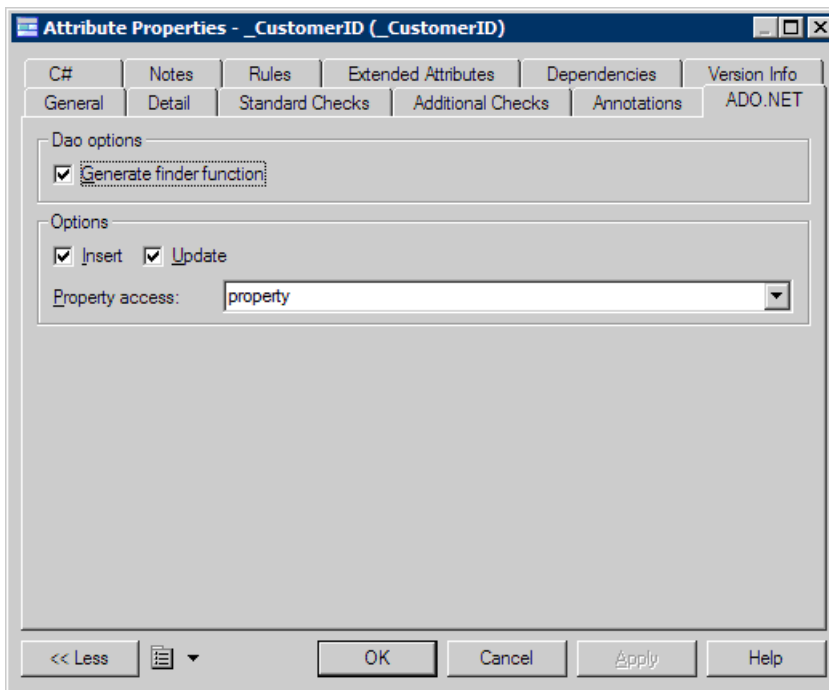 Attribute Properties - _CustomerID (_CustomerID)
C# Notes Rules Extended Attributes Dependencies Version Info
General Detail Standard Checks Additional Checks Annotations ADO.NET
Dao options
Generate finder function
Options
Insert Update
Property access: property
<< Less OK Cancel Apply Help